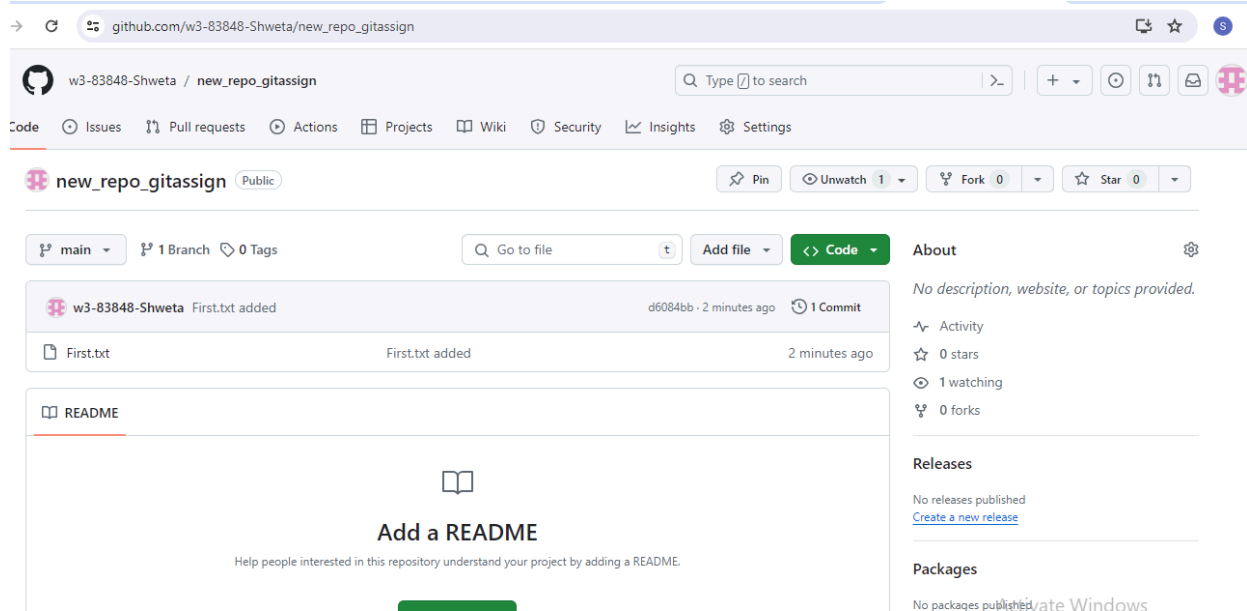 github.com/w3-83848-Shweta/new_repo_gitassign
S
w3-83848-Shweta / new_repo_gitassign
Type / to search
Code Issues Pull requests Actions Projects Wiki Security Insights Settings
new_repo_gitassign Public
Pin Unwatch 1 Fork 0 Star 0
main 1 Branch 0 Tags Go to file t Add file <> Code
w3-83848-Shweta First.txt added d6084bb · 2 minutes ago 1 Commit
First.txt First.txt added 2 minutes ago
README
Add a README
Help people interested in this repository understand your project by adding a README.
About
No description, website, or topics provided.
Activity
0 stars
1 watching
0 forks
Releases
No releases published
Create a new release
Packages
No packages published
Activate Windows